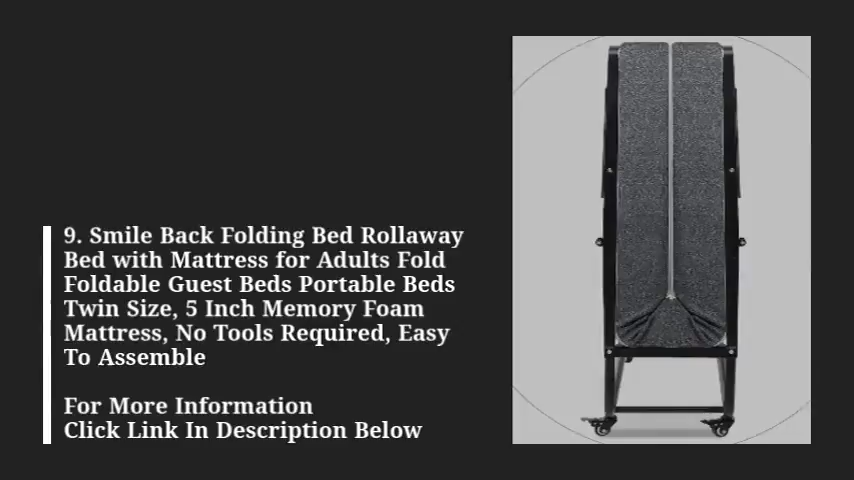 9. Smile Back Folding Bed Rollaway
Bed with Mattress for Adults Fold
Foldable Guest Beds Portable Beds
Twin Size, 5 Inch Memory Foam
Mattress, No Tools Required, Easy
To Assemble
For More Information
Click Link In Description Below